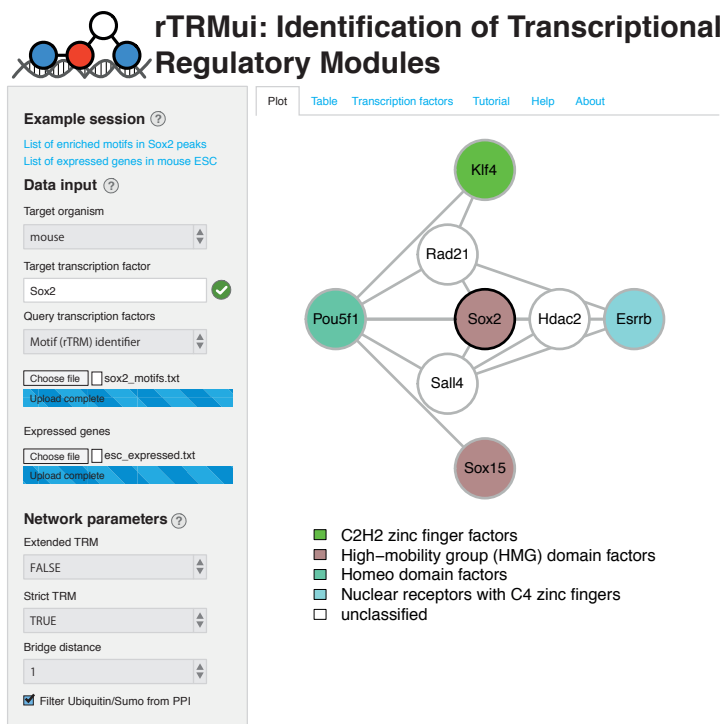 rTRMui: Identification of Transcriptional
Regulatory Modules
Example session ?
List of enriched motifs in Sox2 peaks
List of expressed genes in mouse ESC
Data input ?
Target organism
mouse
Target transcription factor
Sox2
Query transcription factors
Motif (rTRM) identifier
Choose file sox2_motifs.txt
Upload complete
Expressed genes
Choose file esc_expressed.txt
Upload complete
Network parameters ?
Extended TRM
FALSE
Strict TRM
TRUE
Bridge distance
1
Filter Ubiquitin/Sumo from PPI
Plot Table Transcription factors Tutorial Help About
Klf4
Rad21
Pou5f1 Sox2 Hdac2 Esrrb
Sall4
Sox15
C2H2 zinc finger factors
High−mobility group (HMG) domain factors
Homeo domain factors
Nuclear receptors with C4 zinc fingers
unclassified